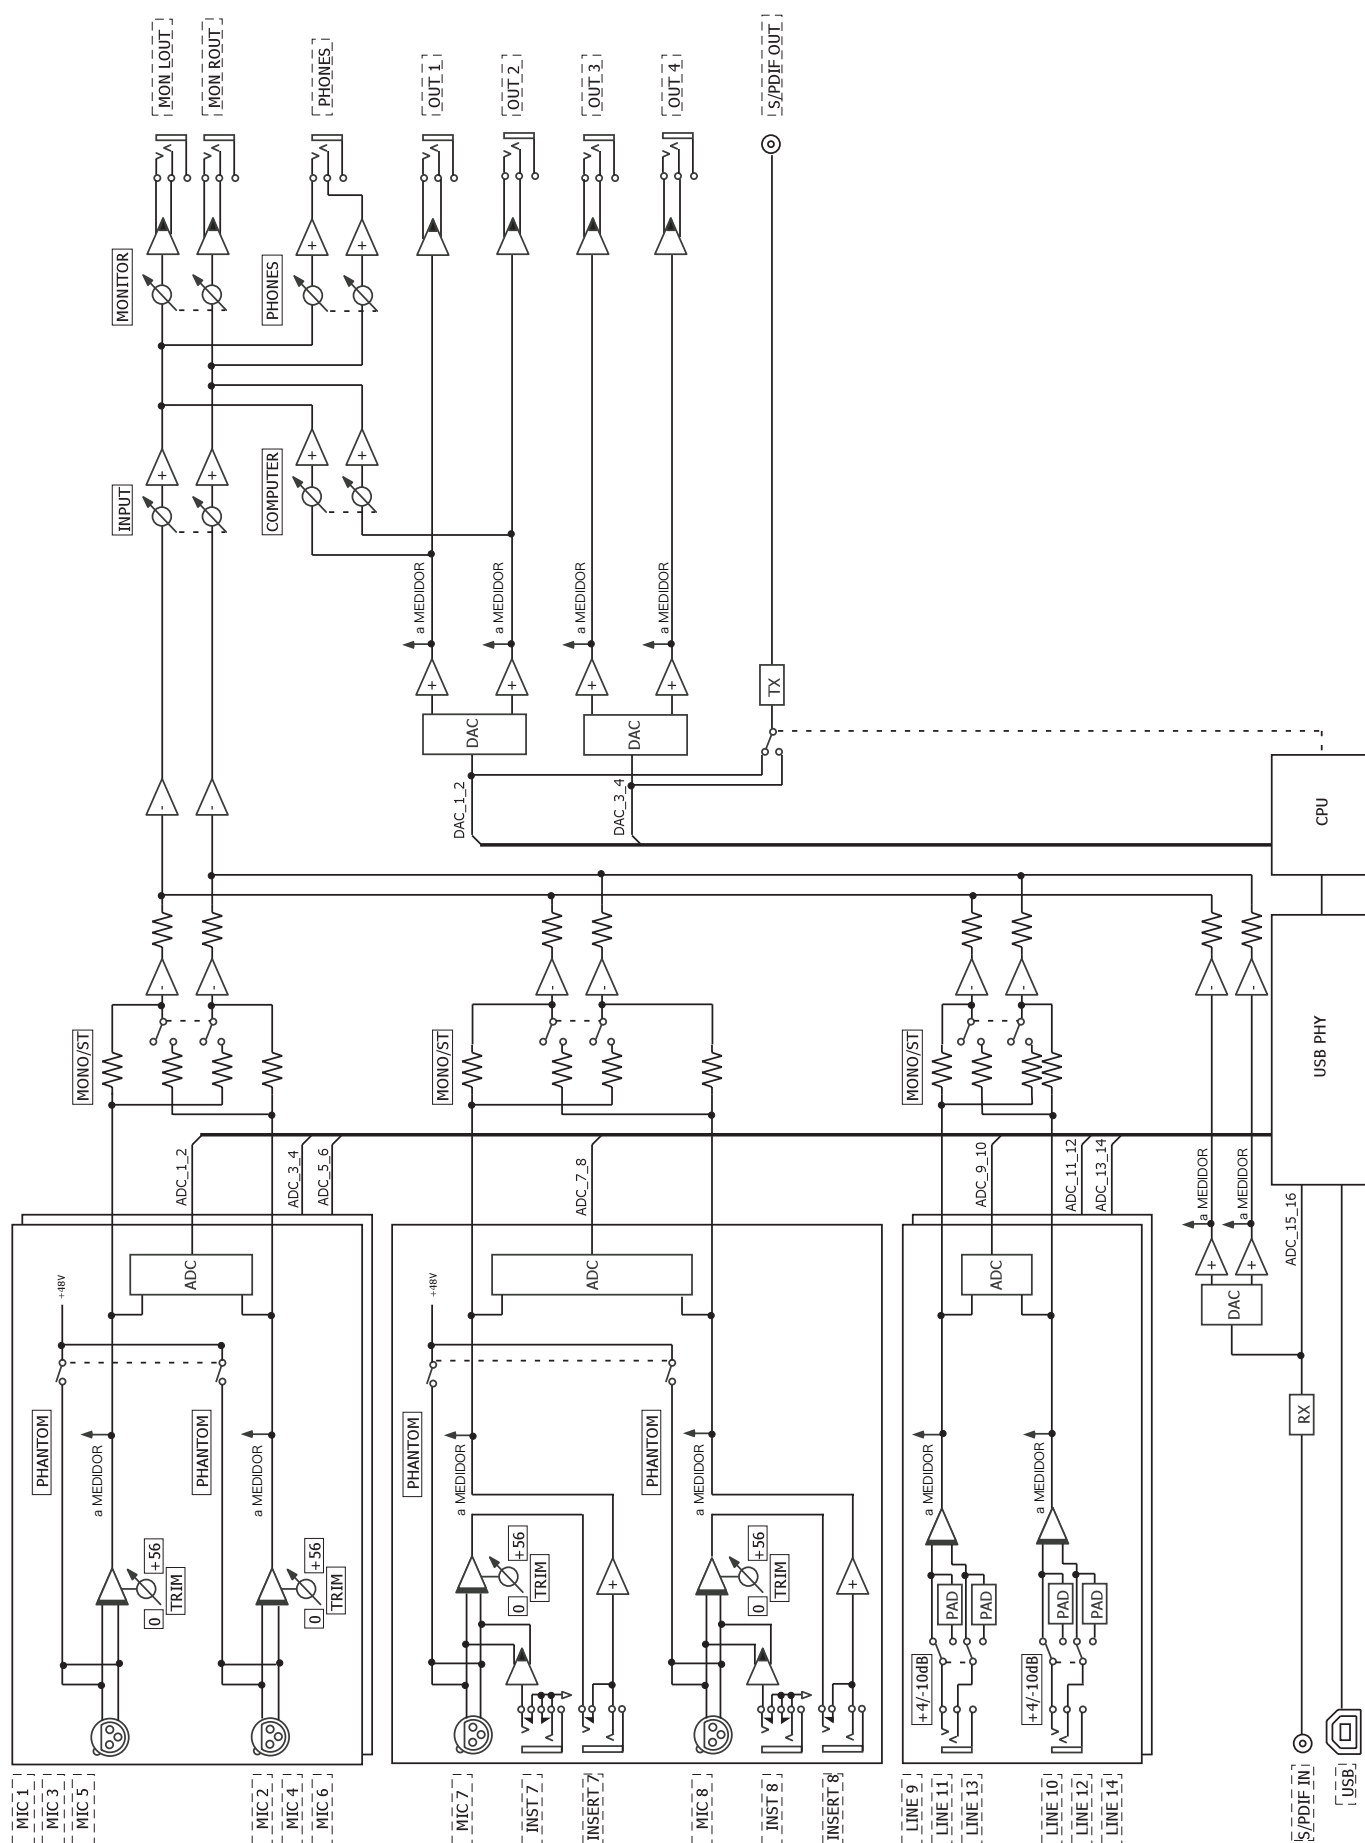 MON LOUT
MON ROUT
PHONES
OUT 1
OUT 2
OUT 3
OUT 4
S/PDIF OUT
MONITOR
+
+
PHONES
+
+
INPUT
+
+
COMPUTER
a MEDIDOR
a MEDIDOR
a MEDIDOR
a MEDIDOR
+
+
+
+
TX
DAC
DAC
DAC_1_2
DAC_3_4
-
-
CPU
-
-
-
-
-
-
-
-
MONO/ST
MONO/ST
MONO/ST
USB PHY
ADC_1_2
ADC_3_4
ADC_5_6
ADC_7_8
ADC_9_10
ADC_11_12
ADC_13_14
a MEDIDOR
a MEDIDOR
ADC_15_16
+
+
DAC
RX
+48V
ADC
+48V
ADC
ADC
PHANTOM
PHANTOM
PHANTOM
PHANTOM
a MEDIDOR
a MEDIDOR
a MEDIDOR
a MEDIDOR
a MEDIDOR
a MEDIDOR
0
+56
TRIM
0
+56
TRIM
0
+56
TRIM
+
0
+56
TRIM
+
PAD
PAD
PAD
PAD
+4/-10dB
+4/-10dB
MIC 1
MIC 3
MIC 5
MIC 2
MIC 4
MIC 6
MIC 7
INST 7
INSERT 7
MIC 8
INST 8
INSERT 8
LINE 9
LINE 11
LINE 13
LINE 10
LINE 12
LINE 14
S/PDIF IN
USB